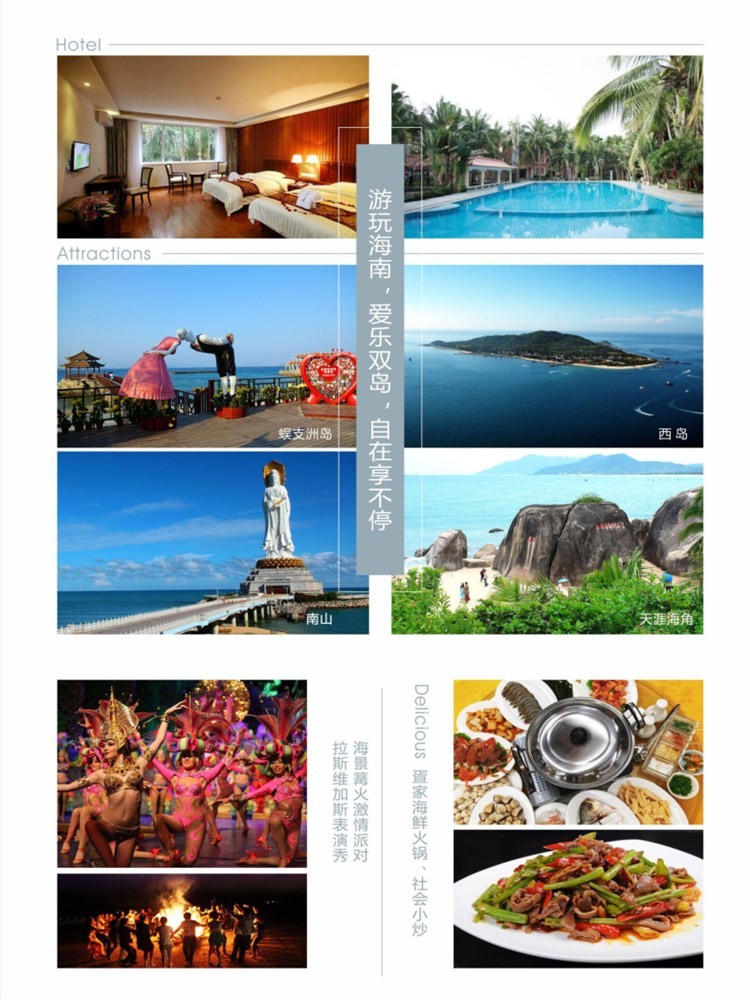 Hotel
游玩海南，爱乐双岛，自在享不停
Attractions
蜈支洲岛
西岛
南山
天涯海角
海景篝火激情派对
拉斯维加斯表演秀
Delicious 疍家海鲜火锅、社会小炒